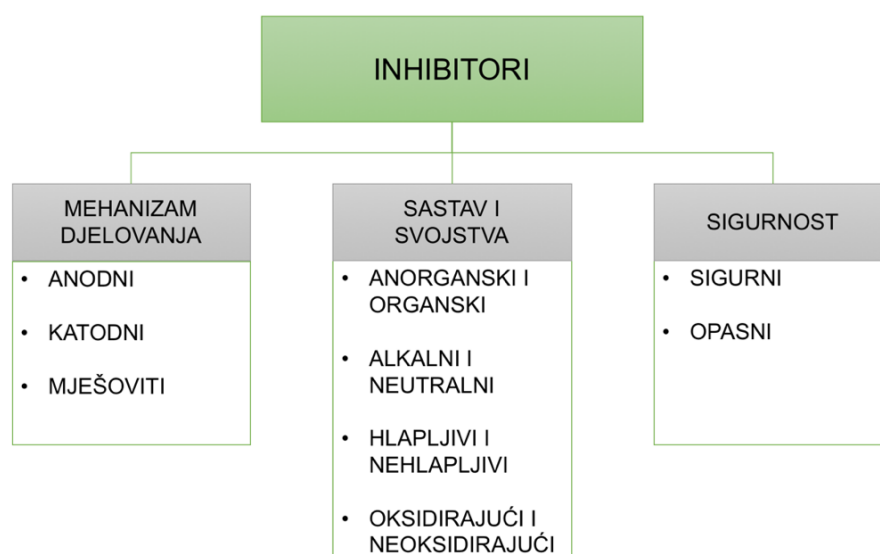 INHIBITORI
MEHANIZAM
DJELOVANJA
• ANODNI
• KATODNI
• MJEŠOVITI
SASTAV I
SVOJSTVA
• ANORGANSKI I
ORGANSKI
• ALKALNI I
NEUTRALNI
• HLAPLJIVI I
NEHLAPLJIVI
• OKSIDIRAJUĆI I
NEOKSIDIRAJUĆI
SIGURNOST
• SIGURNI
• OPASNI